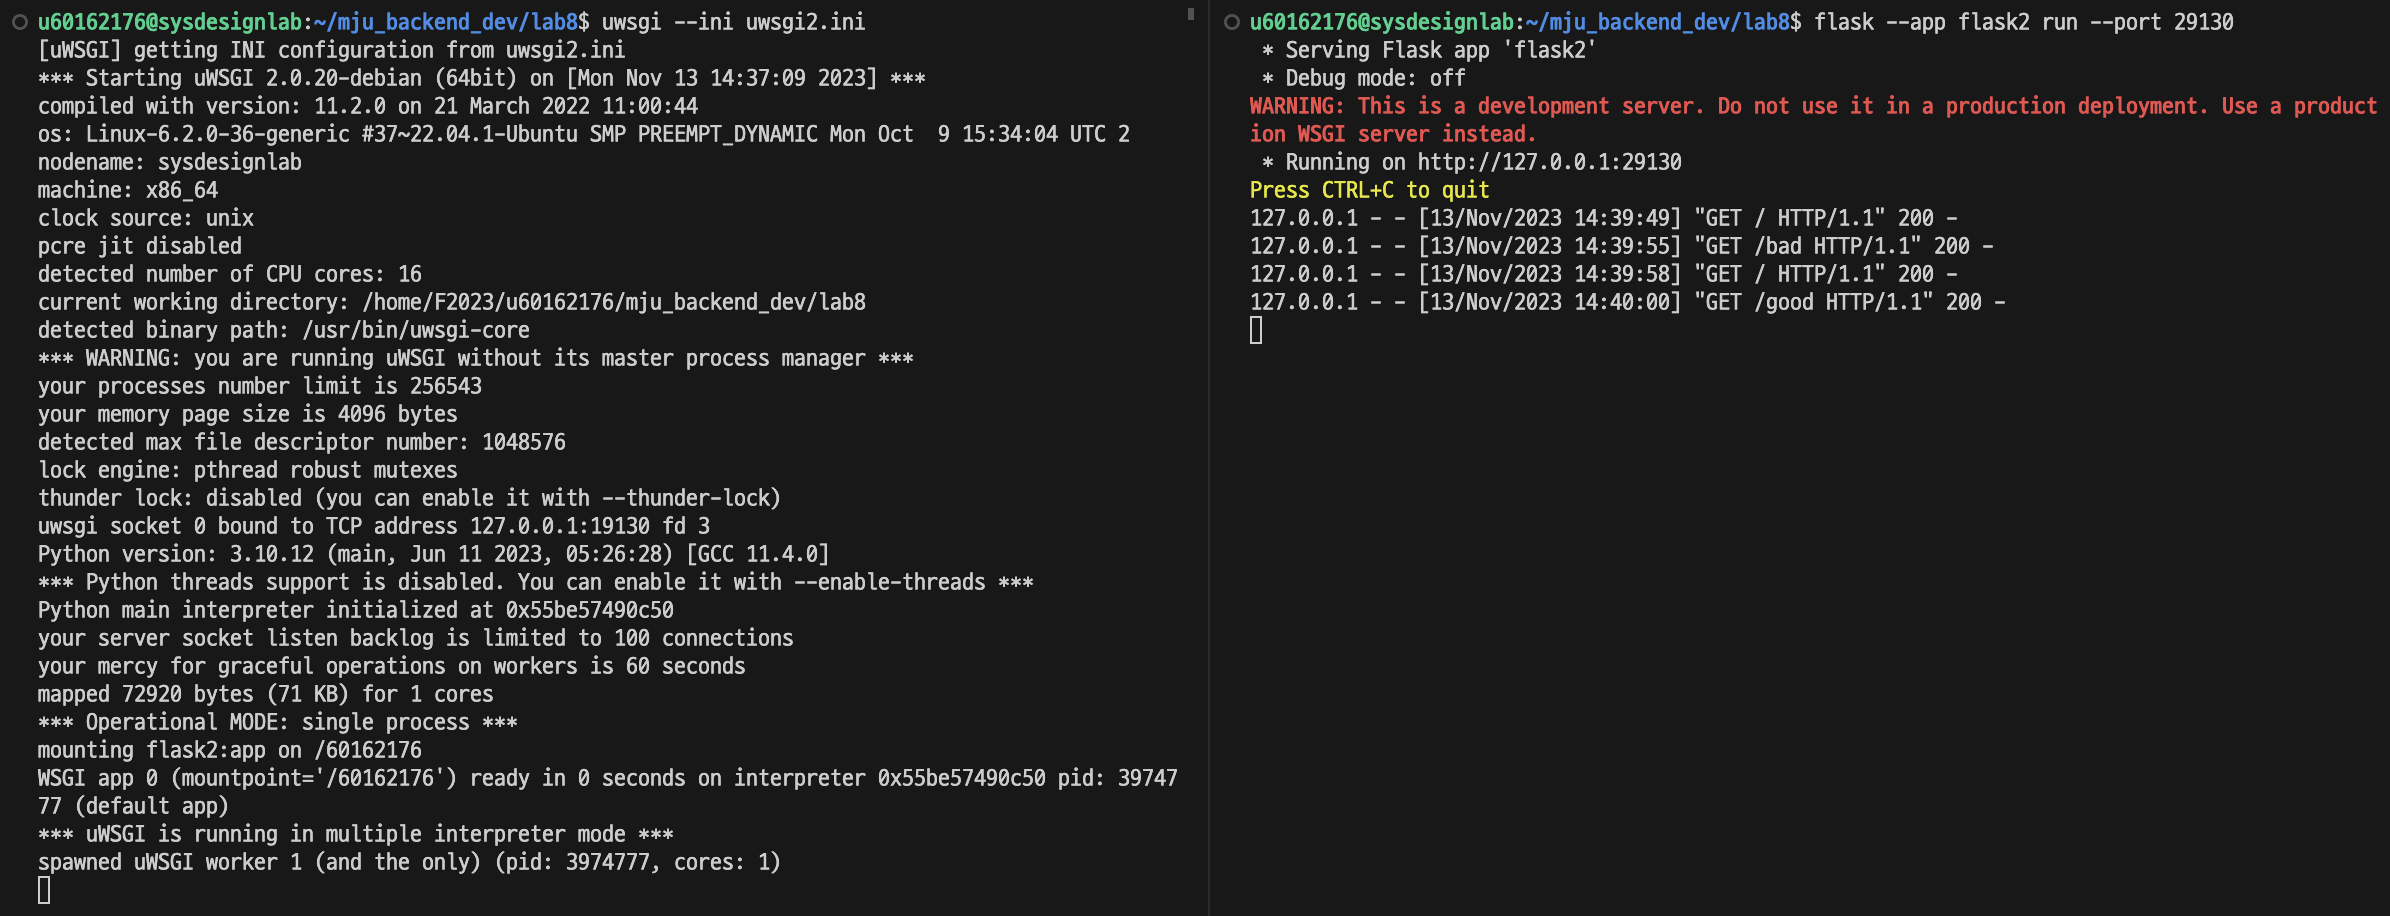 u60162176@sysdesignlab:~/mju_backend_dev/lab8$ uwsgi --ini uwsgi2.ini
[uWSGI] getting INI configuration from uwsgi2.ini
*** Starting uWSGI 2.0.20-debian (64bit) on [Mon Nov 13 14:37:09 2023] ***
compiled with version: 11.2.0 on 21 March 2022 11:00:44
os: Linux-6.2.0-36-generic #37~22.04.1-Ubuntu SMP PREEMPT_DYNAMIC Mon Oct  9 15:34:04 UTC 2
nodename: sysdesignlab
machine: x86_64
clock source: unix
pcre jit disabled
detected number of CPU cores: 16
current working directory: /home/F2023/u60162176/mju_backend_dev/lab8
detected binary path: /usr/bin/uwsgi-core
*** WARNING: you are running uWSGI without its master process manager ***
your processes number limit is 256543
your memory page size is 4096 bytes
detected max file descriptor number: 1048576
lock engine: pthread robust mutexes
thunder lock: disabled (you can enable it with --thunder-lock)
uwsgi socket 0 bound to TCP address 127.0.0.1:19130 fd 3
Python version: 3.10.12 (main, Jun 11 2023, 05:26:28) [GCC 11.4.0]
*** Python threads support is disabled. You can enable it with --enable-threads ***
Python main interpreter initialized at 0x55be57490c50
your server socket listen backlog is limited to 100 connections
your mercy for graceful operations on workers is 60 seconds
mapped 72920 bytes (71 KB) for 1 cores
*** Operational MODE: single process ***
mounting flask2:app on /60162176
WSGI app 0 (mountpoint='/60162176') ready in 0 seconds on interpreter 0x55be57490c50 pid: 39747
77 (default app)
*** uWSGI is running in multiple interpreter mode ***
spawned uWSGI worker 1 (and the only) (pid: 3974777, cores: 1)
u60162176@sysdesignlab:~/mju_backend_dev/lab8$ flask --app flask2 run --port 29130
 * Serving Flask app 'flask2'
 * Debug mode: off
WARNING: This is a development server. Do not use it in a production deployment. Use a product
ion WSGI server instead.
 * Running on http://127.0.0.1:29130
Press CTRL+C to quit
127.0.0.1 - - [13/Nov/2023 14:39:49] "GET / HTTP/1.1" 200 -
127.0.0.1 - - [13/Nov/2023 14:39:55] "GET /bad HTTP/1.1" 200 -
127.0.0.1 - - [13/Nov/2023 14:39:58] "GET / HTTP/1.1" 200 -
127.0.0.1 - - [13/Nov/2023 14:40:00] "GET /good HTTP/1.1" 200 -